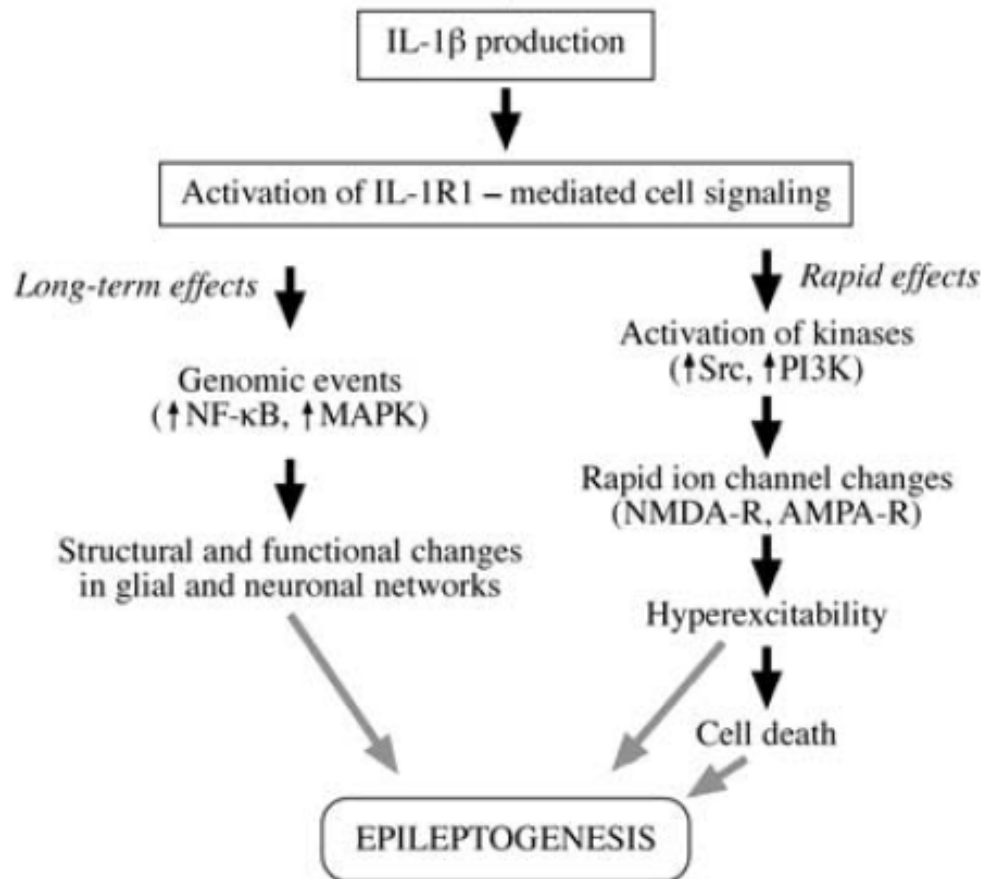 IL-1β production
Activation of IL-1R1 – mediated cell signaling
Long-term effects
Genomic events
(↑NF-κB, ↑MAPK)
Structural and functional changes
in glial and neuronal networks
Rapid effects
Activation of kinases
(↑Src, ↑PI3K)
Rapid ion channel changes
(NMDA-R, AMPA-R)
Hyperexcitability
Cell death
EPILEPTOGENESIS